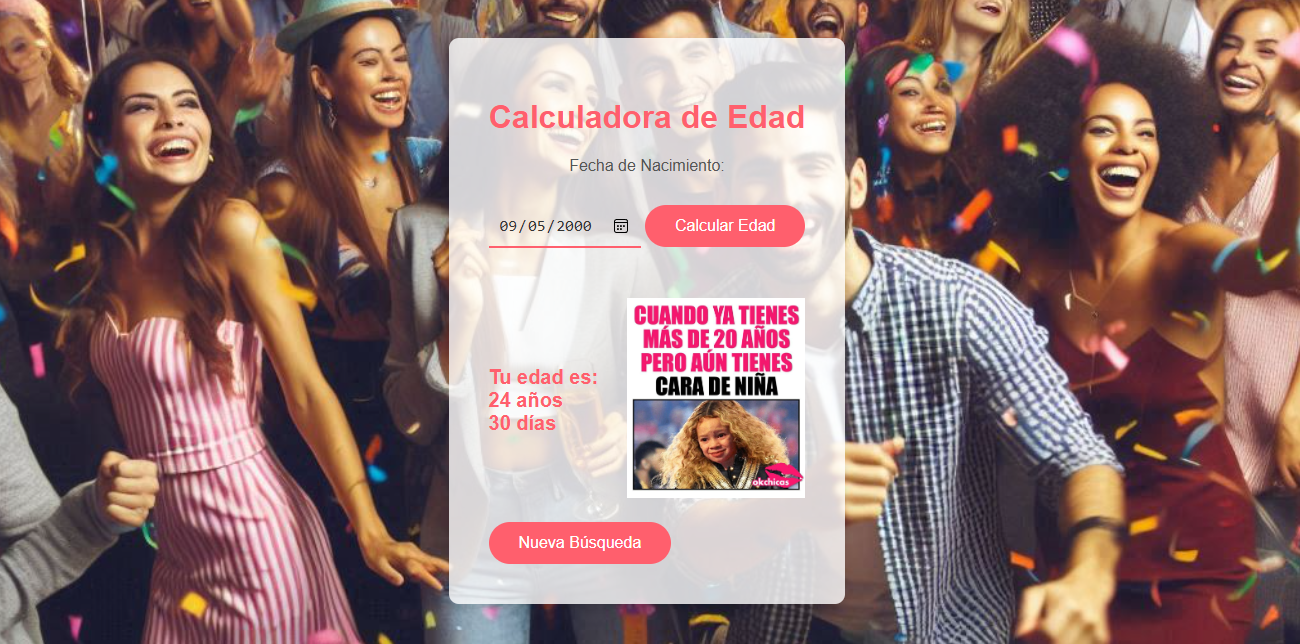 Calculadora de Edad
Fecha de Nacimiento:
09/05/2000
Calcular Edad
CUANDO YA TIENES
MÁS DE 20 AÑOS
PERO AÚN TIENES
CARA DE NIÑA
okchicas
Tu edad es:
24 años
30 días
Nueva Búsqueda